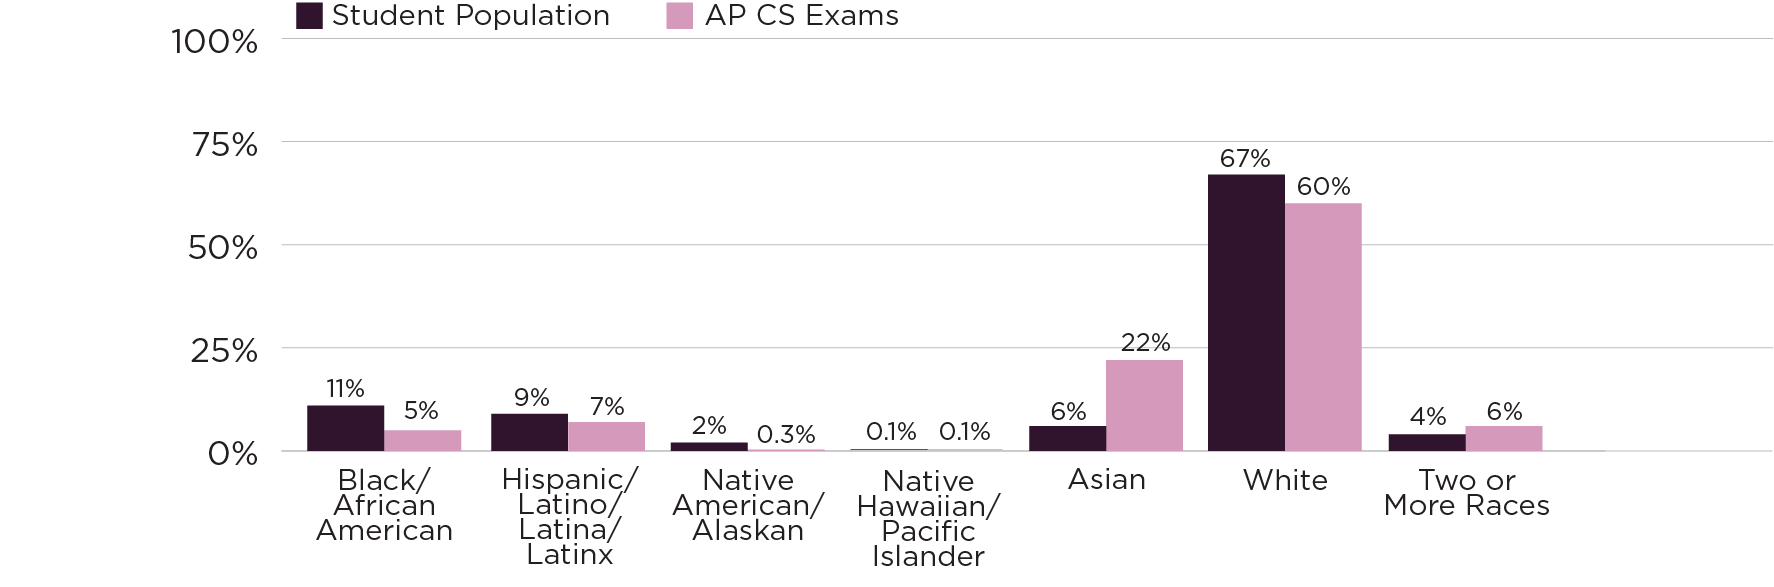 Student Population
AP CS Exams
100%
75%
50%
25%
0%
11%
5%
9%
7%
2%
0.3%
0.1%
0.1%
6%
22%
67%
60%
4%
6%
Black/
African
American
Hispanic/
Latino/
Latina/
Latinx
Native
American/
Alaskan
Native
Hawaiian/
Pacific
Islander
Asian
White
Two or
More Races